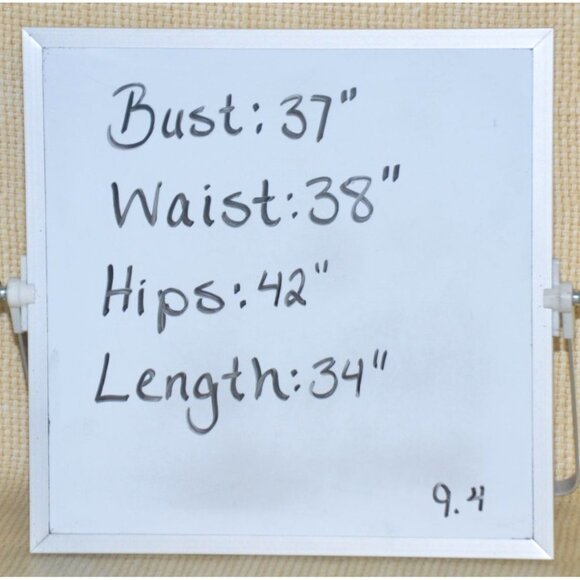 Bust: 37"
Waist: 38"
Hips: 42"
Length: 34"
9.4